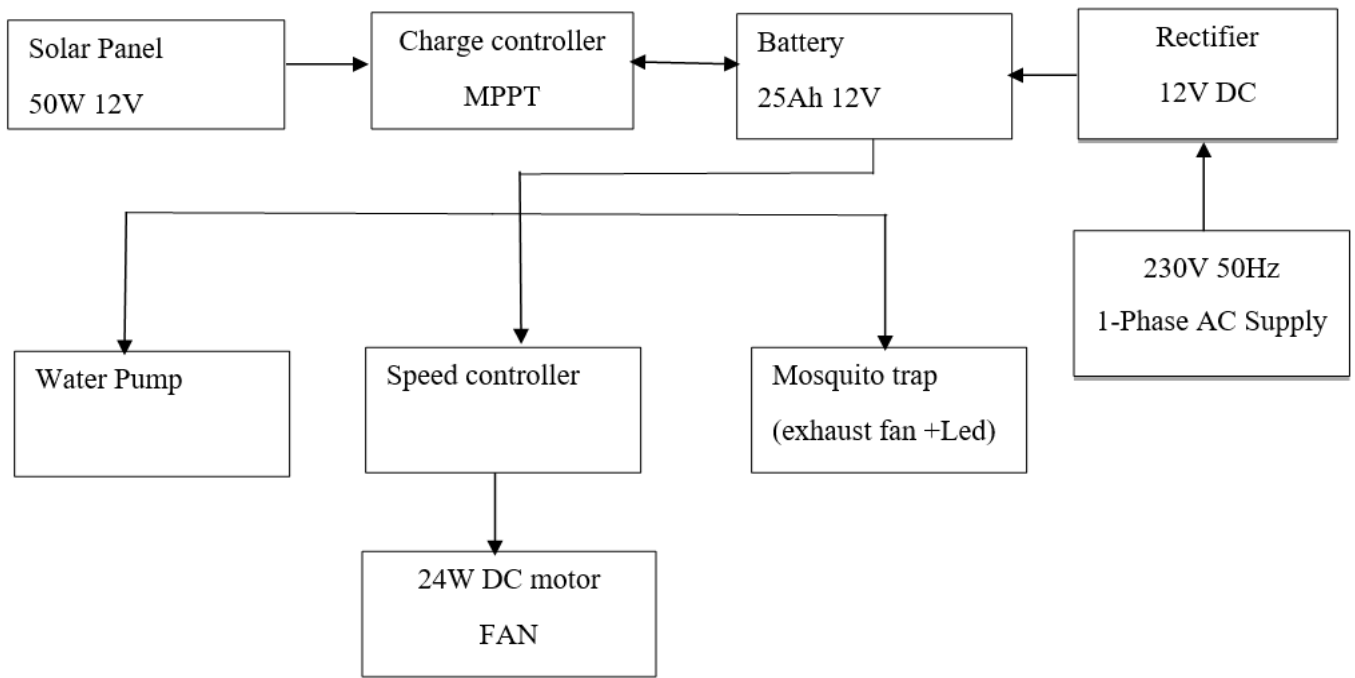 Solar Panel
50W 12V
Charge controller
MPPT
Battery
25Ah 12V
Rectifier
12V DC
230V 50Hz
1-Phase AC Supply
Water Pump
Speed controller
Mosquito trap
(exhaust fan +Led)
24W DC motor
FAN